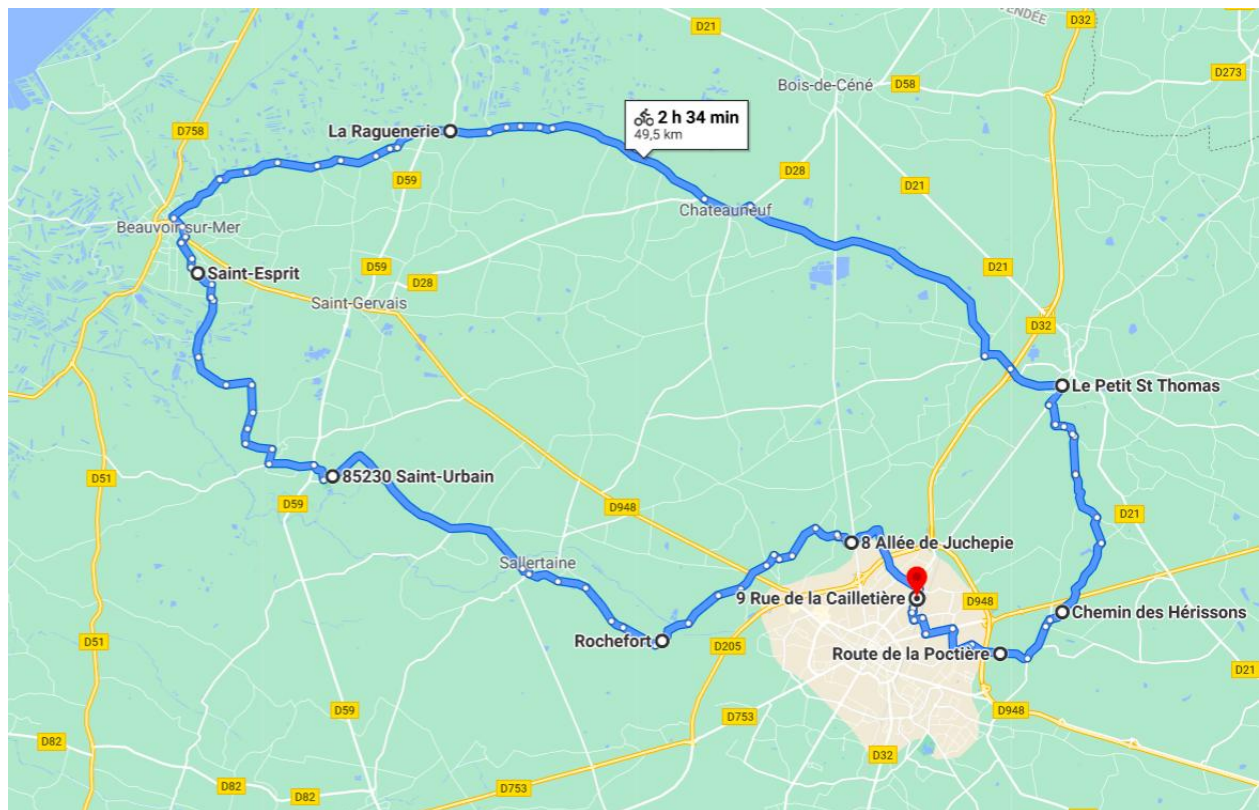 VENDÉE
D21
D32
D273
Bois-de-Céné
D58
2 h 34 min
49,5 km
D758
La Raguenerie
D59
D28
D21
Chateauneuf
Beauvoir-sur-Mer
D59
D21
Saint-Esprit
D28
Saint-Gervais
D32
Le Petit St Thomas
85230 Saint-Urbain
D51
D59
D948
D21
8 Allée de Juchepie
Sallertaine
9 Rue de la Cailletière
D948
Chemin des Hérissons
Rochefort
D51
D205
Route de la Poctière
D21
D59
D753
D948
D82
D32
D82
D82